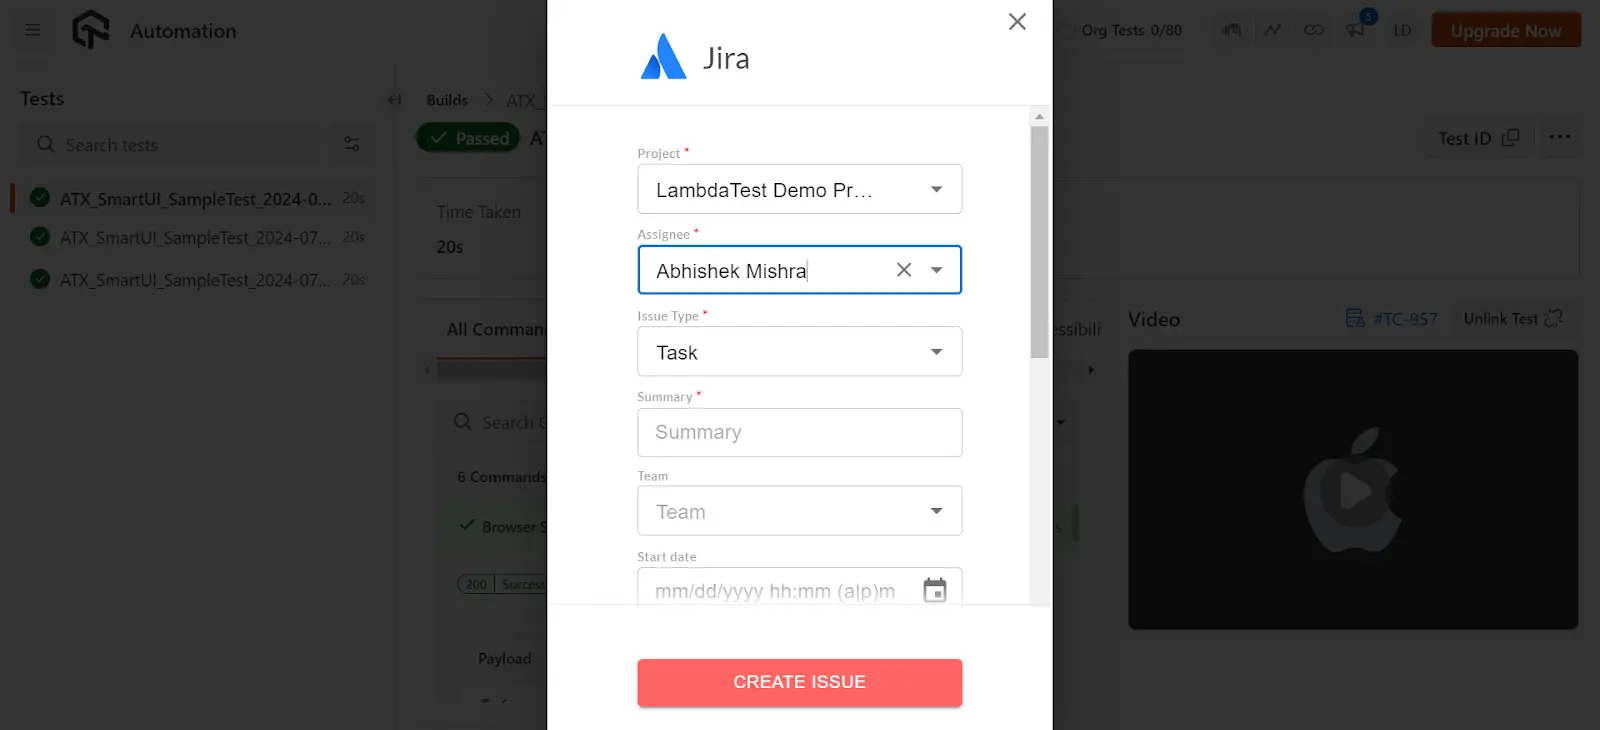 Automation
Org Tests 0/80
5
LD
Upgrade Now
Tests
Search tests
ATX_SmartUI_SampleTest_2024-0... 20s
ATX_SmartUI_SampleTest_2024-07... 20s
ATX_SmartUI_SampleTest_2024-07... 20s
Builds
ATX_S
Passed
AT
Test ID
Time Taken
20s
All Comman
essibili
Search C
6 Commands
Browser S
200 Success
Payload
Video
#TC-957
Unlink Test
Jira
Project *
LambdaTest Demo Pr...
Assignee *
Abhishek Mishra
Issue Type *
Task
Summary *
Summary
Team
Team
Start date
mm/dd/yyyy hh:mm (a|p)m
CREATE ISSUE